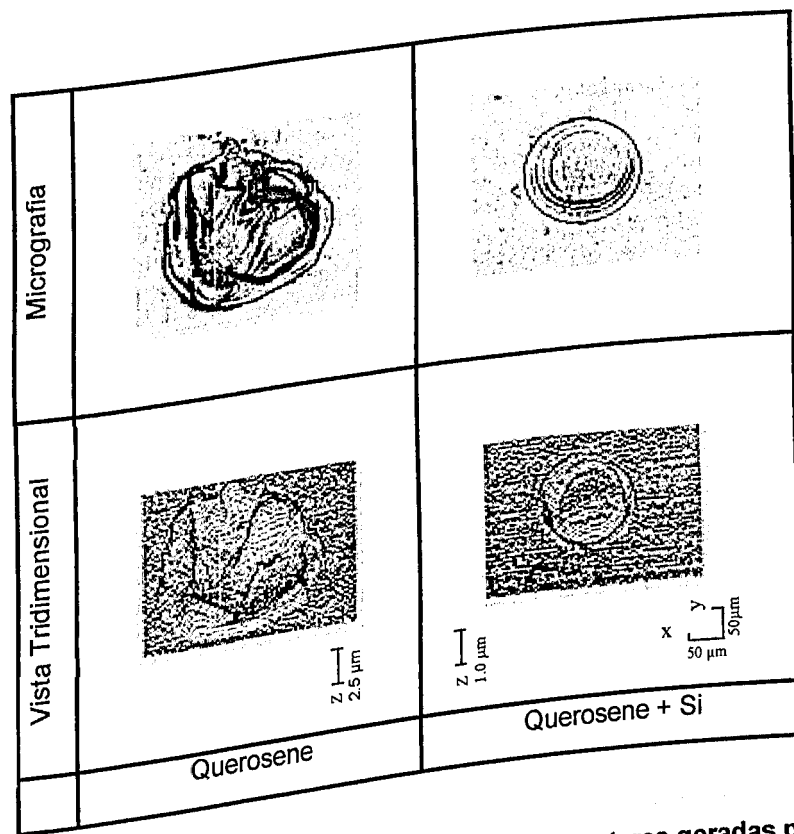 Micrografia
Vista Tridimensional
Z
2.5 µm
Z
1.0 µm
x
y
50 µm
50µm
Querosene
Querosene + Si
geradas